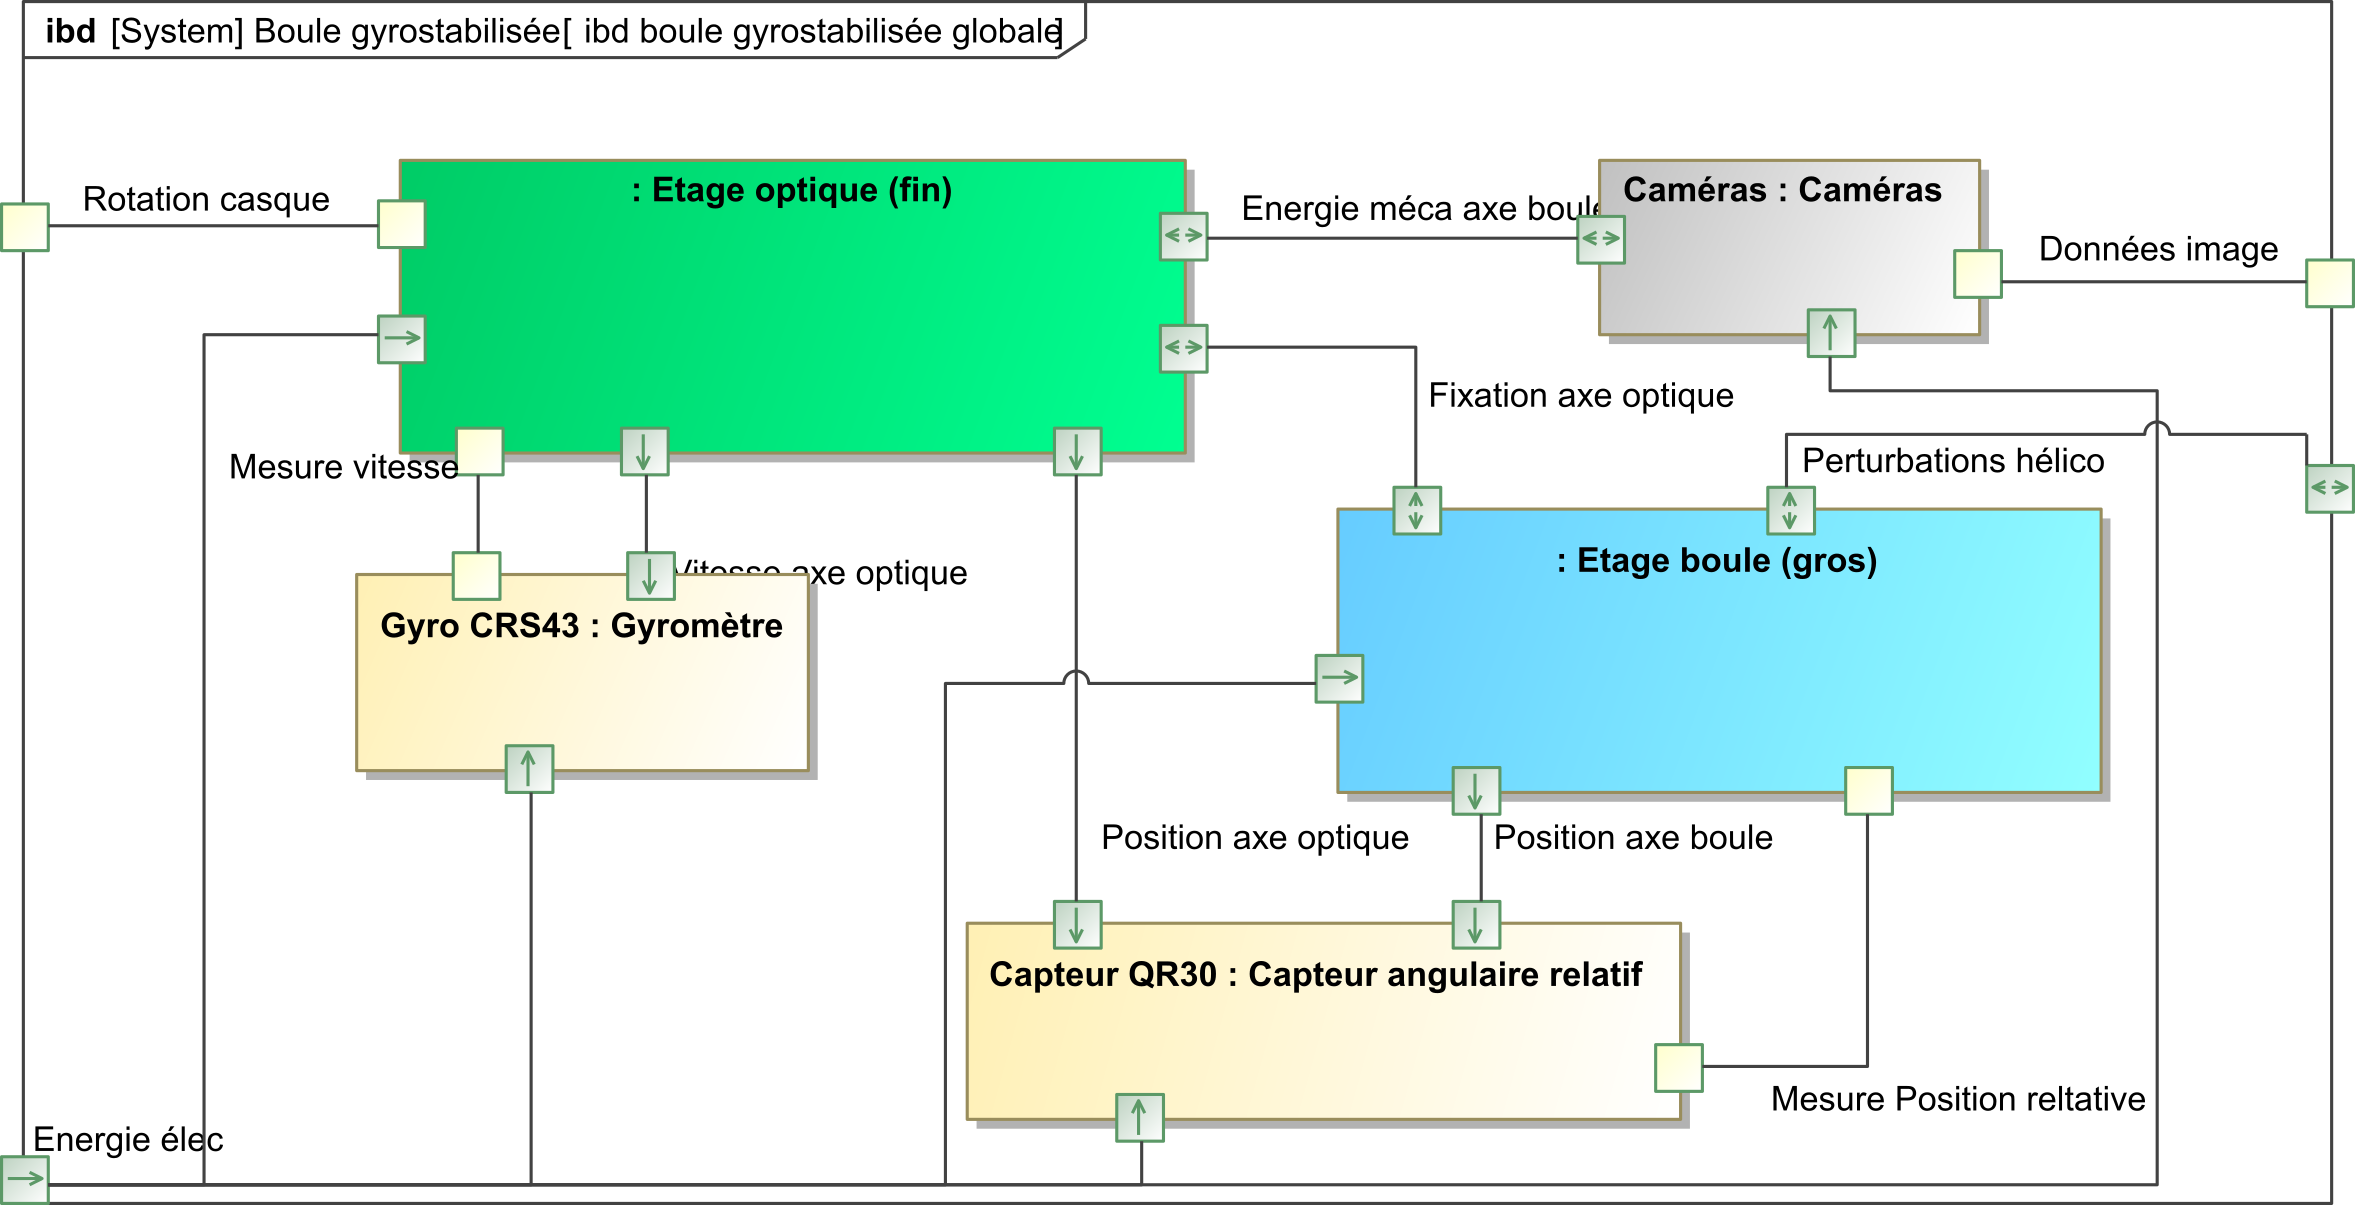 ibd [System] Boule gyrostabilisée[ ibd boule gyrostabilisée globale]
Rotation casque
: Etage optique (fin)
Energie méca axe boule
Caméras : Caméras
Données image
Fixation axe optique
Mesure vitesse
Perturbations hélico
Vitesse axe optique
: Etage boule (gros)
Gyro CRS43 : Gyromètre
Position axe optique
Position axe boule
Capteur QR30 : Capteur angulaire relatif
Mesure Position reltative
Energie élec